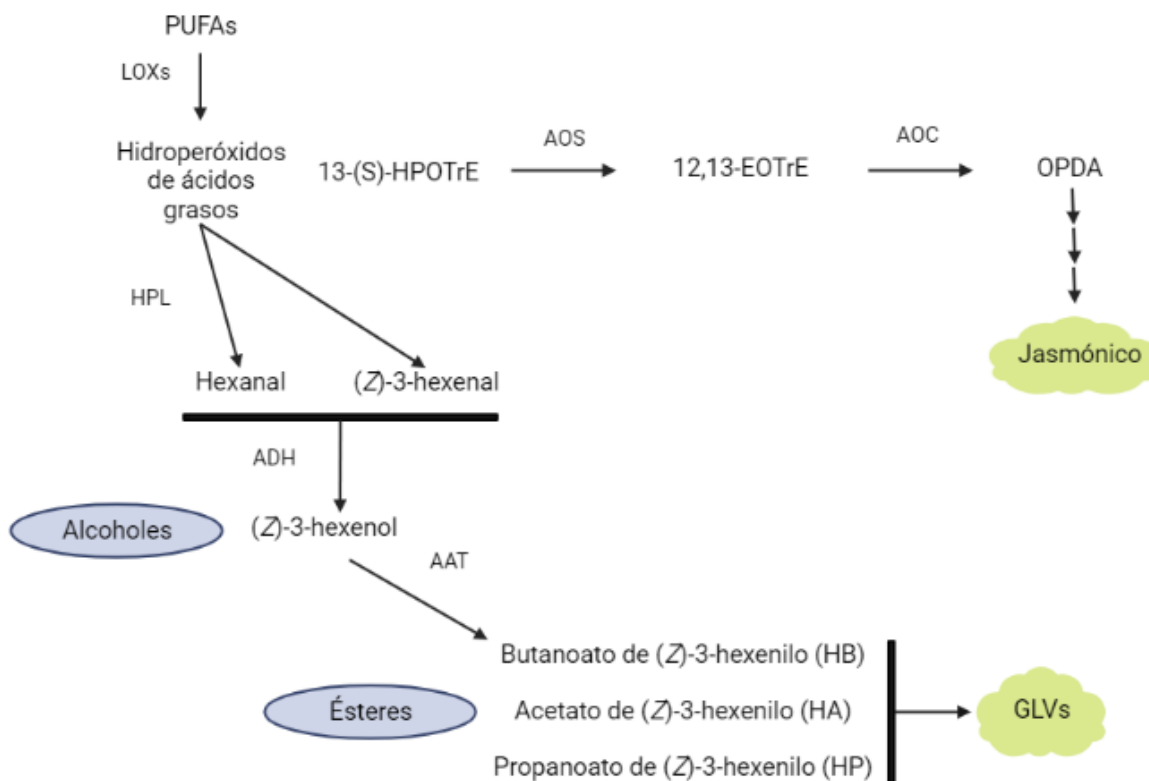 PUFAs
LOXs
Hidroperóxidos
de ácidos
grasos
13-(S)-HPOTrE
AOS
12,13-EOTrE
AOC
OPDA
HPL
Jasmónico
Hexanal
(Z)-3-hexenal
ADH
Alcoholes
(Z)-3-hexenol
AAT
Butanoato de (Z)-3-hexenilo (HB)
Ésteres
Acetato de (Z)-3-hexenilo (HA)
GLVs
Propanoato de (Z)-3-hexenilo (HP)